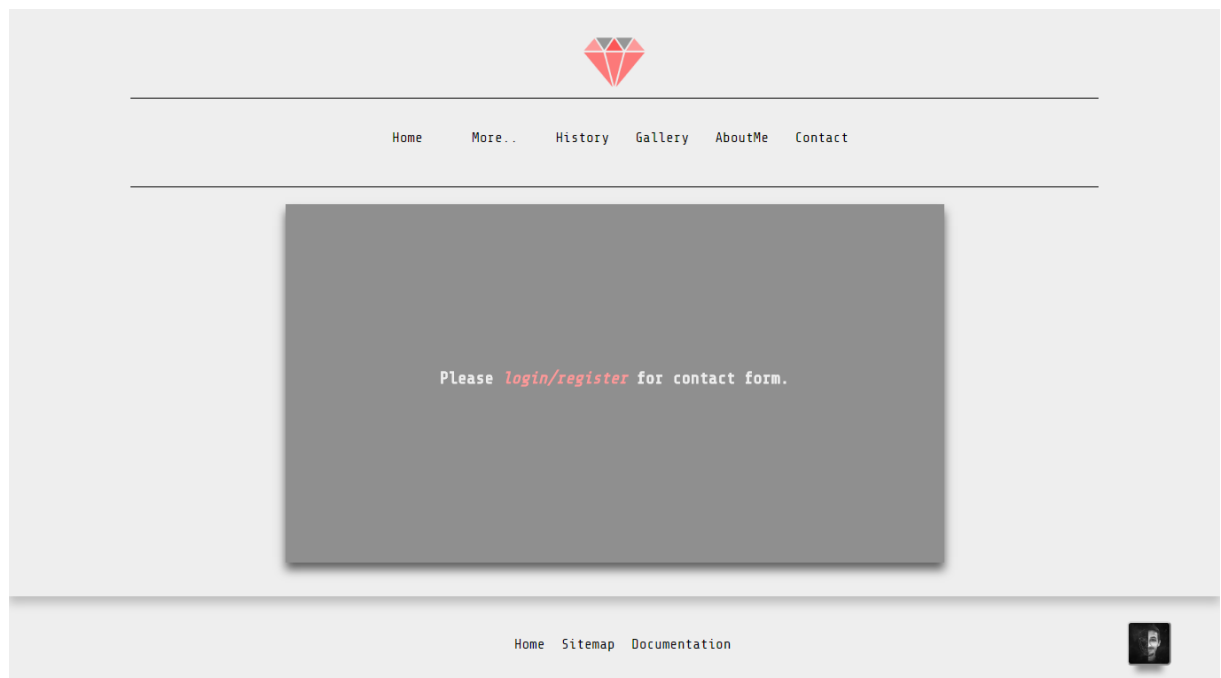 Home More.. History Gallery AboutMe Contact
Please login/register for contact form.
Home Sitemap Documentation